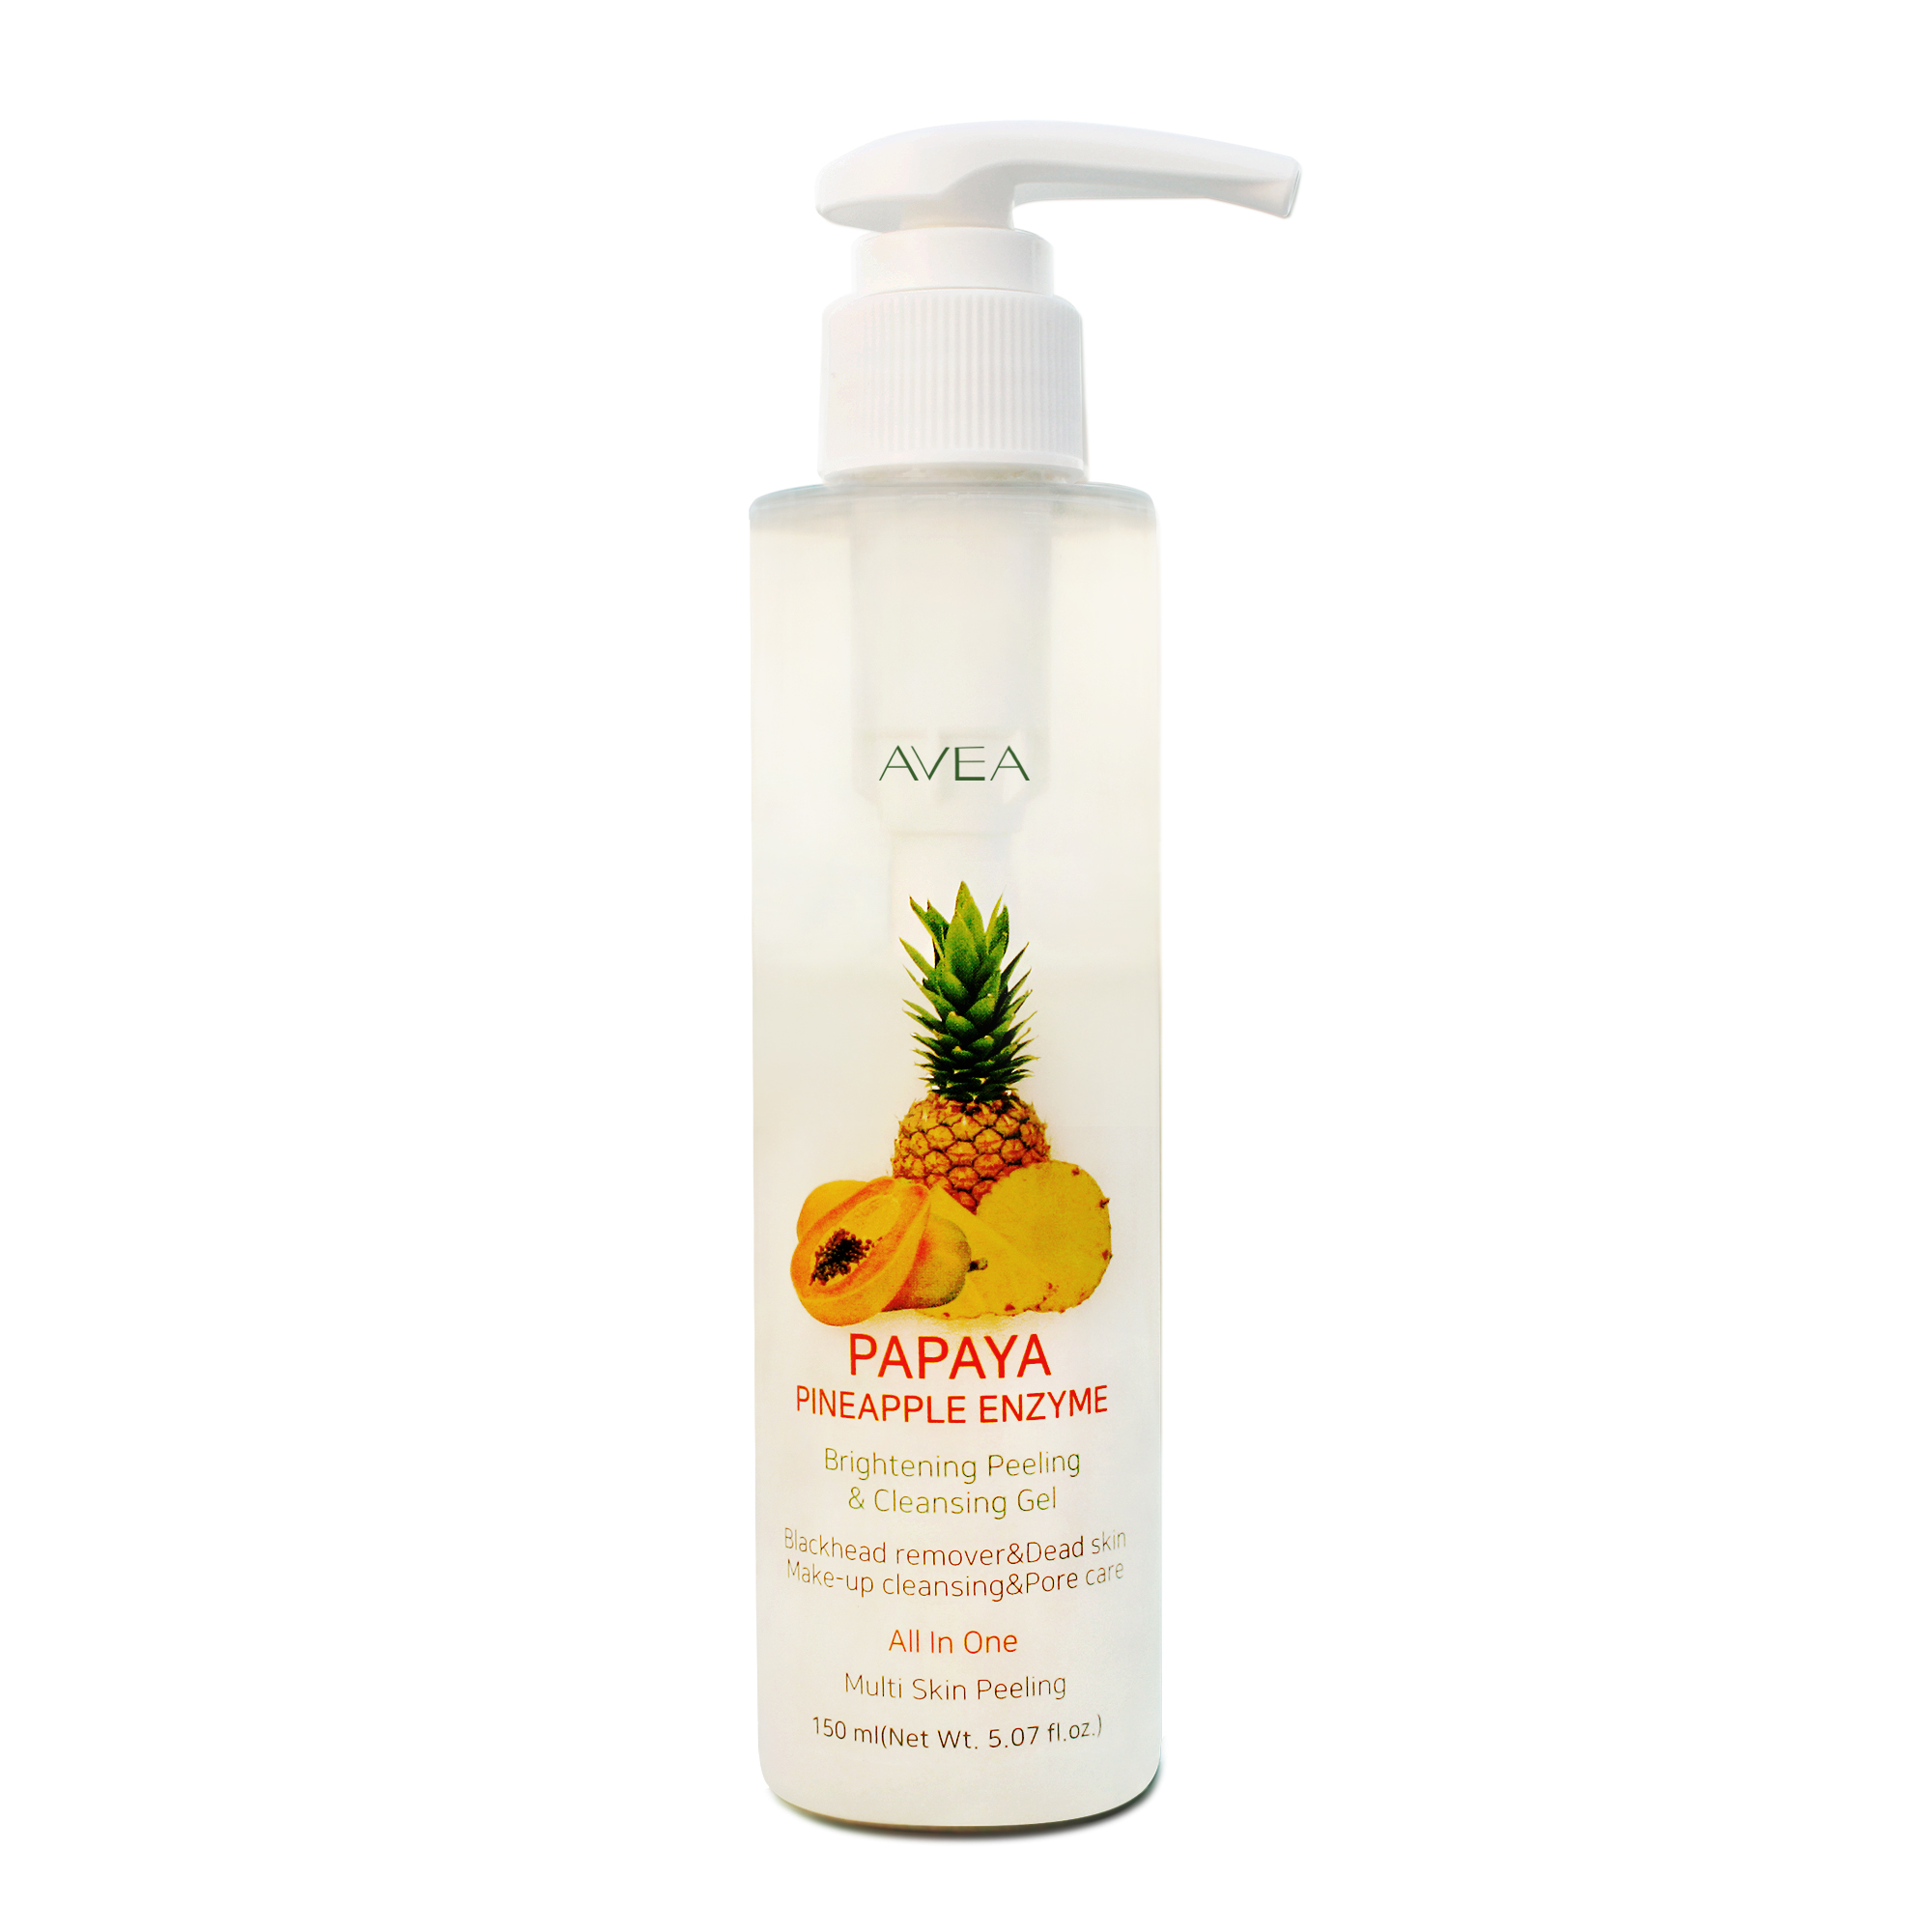 AVEA
PAPAYA
PINEAPPLE ENZYME
Brightening Peeling
& Cleansing Gel
Blackhead remover&Dead skin
Make-up cleansing&Pore care
All In One
Multi Skin Peeling
150 ml(Net Wt. 5.07 fl.oz.)